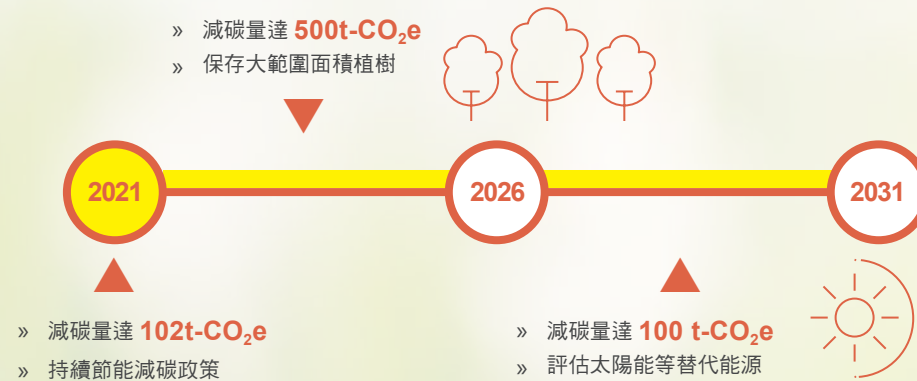 » 減碳量達 500t-CO₂e
» 保存大範圍面積植樹
2021
2026
2031
» 減碳量達 102t-CO₂e
» 持續節能減碳政策
» 減碳量達 100 t-CO₂e
» 評估太陽能等替代能源